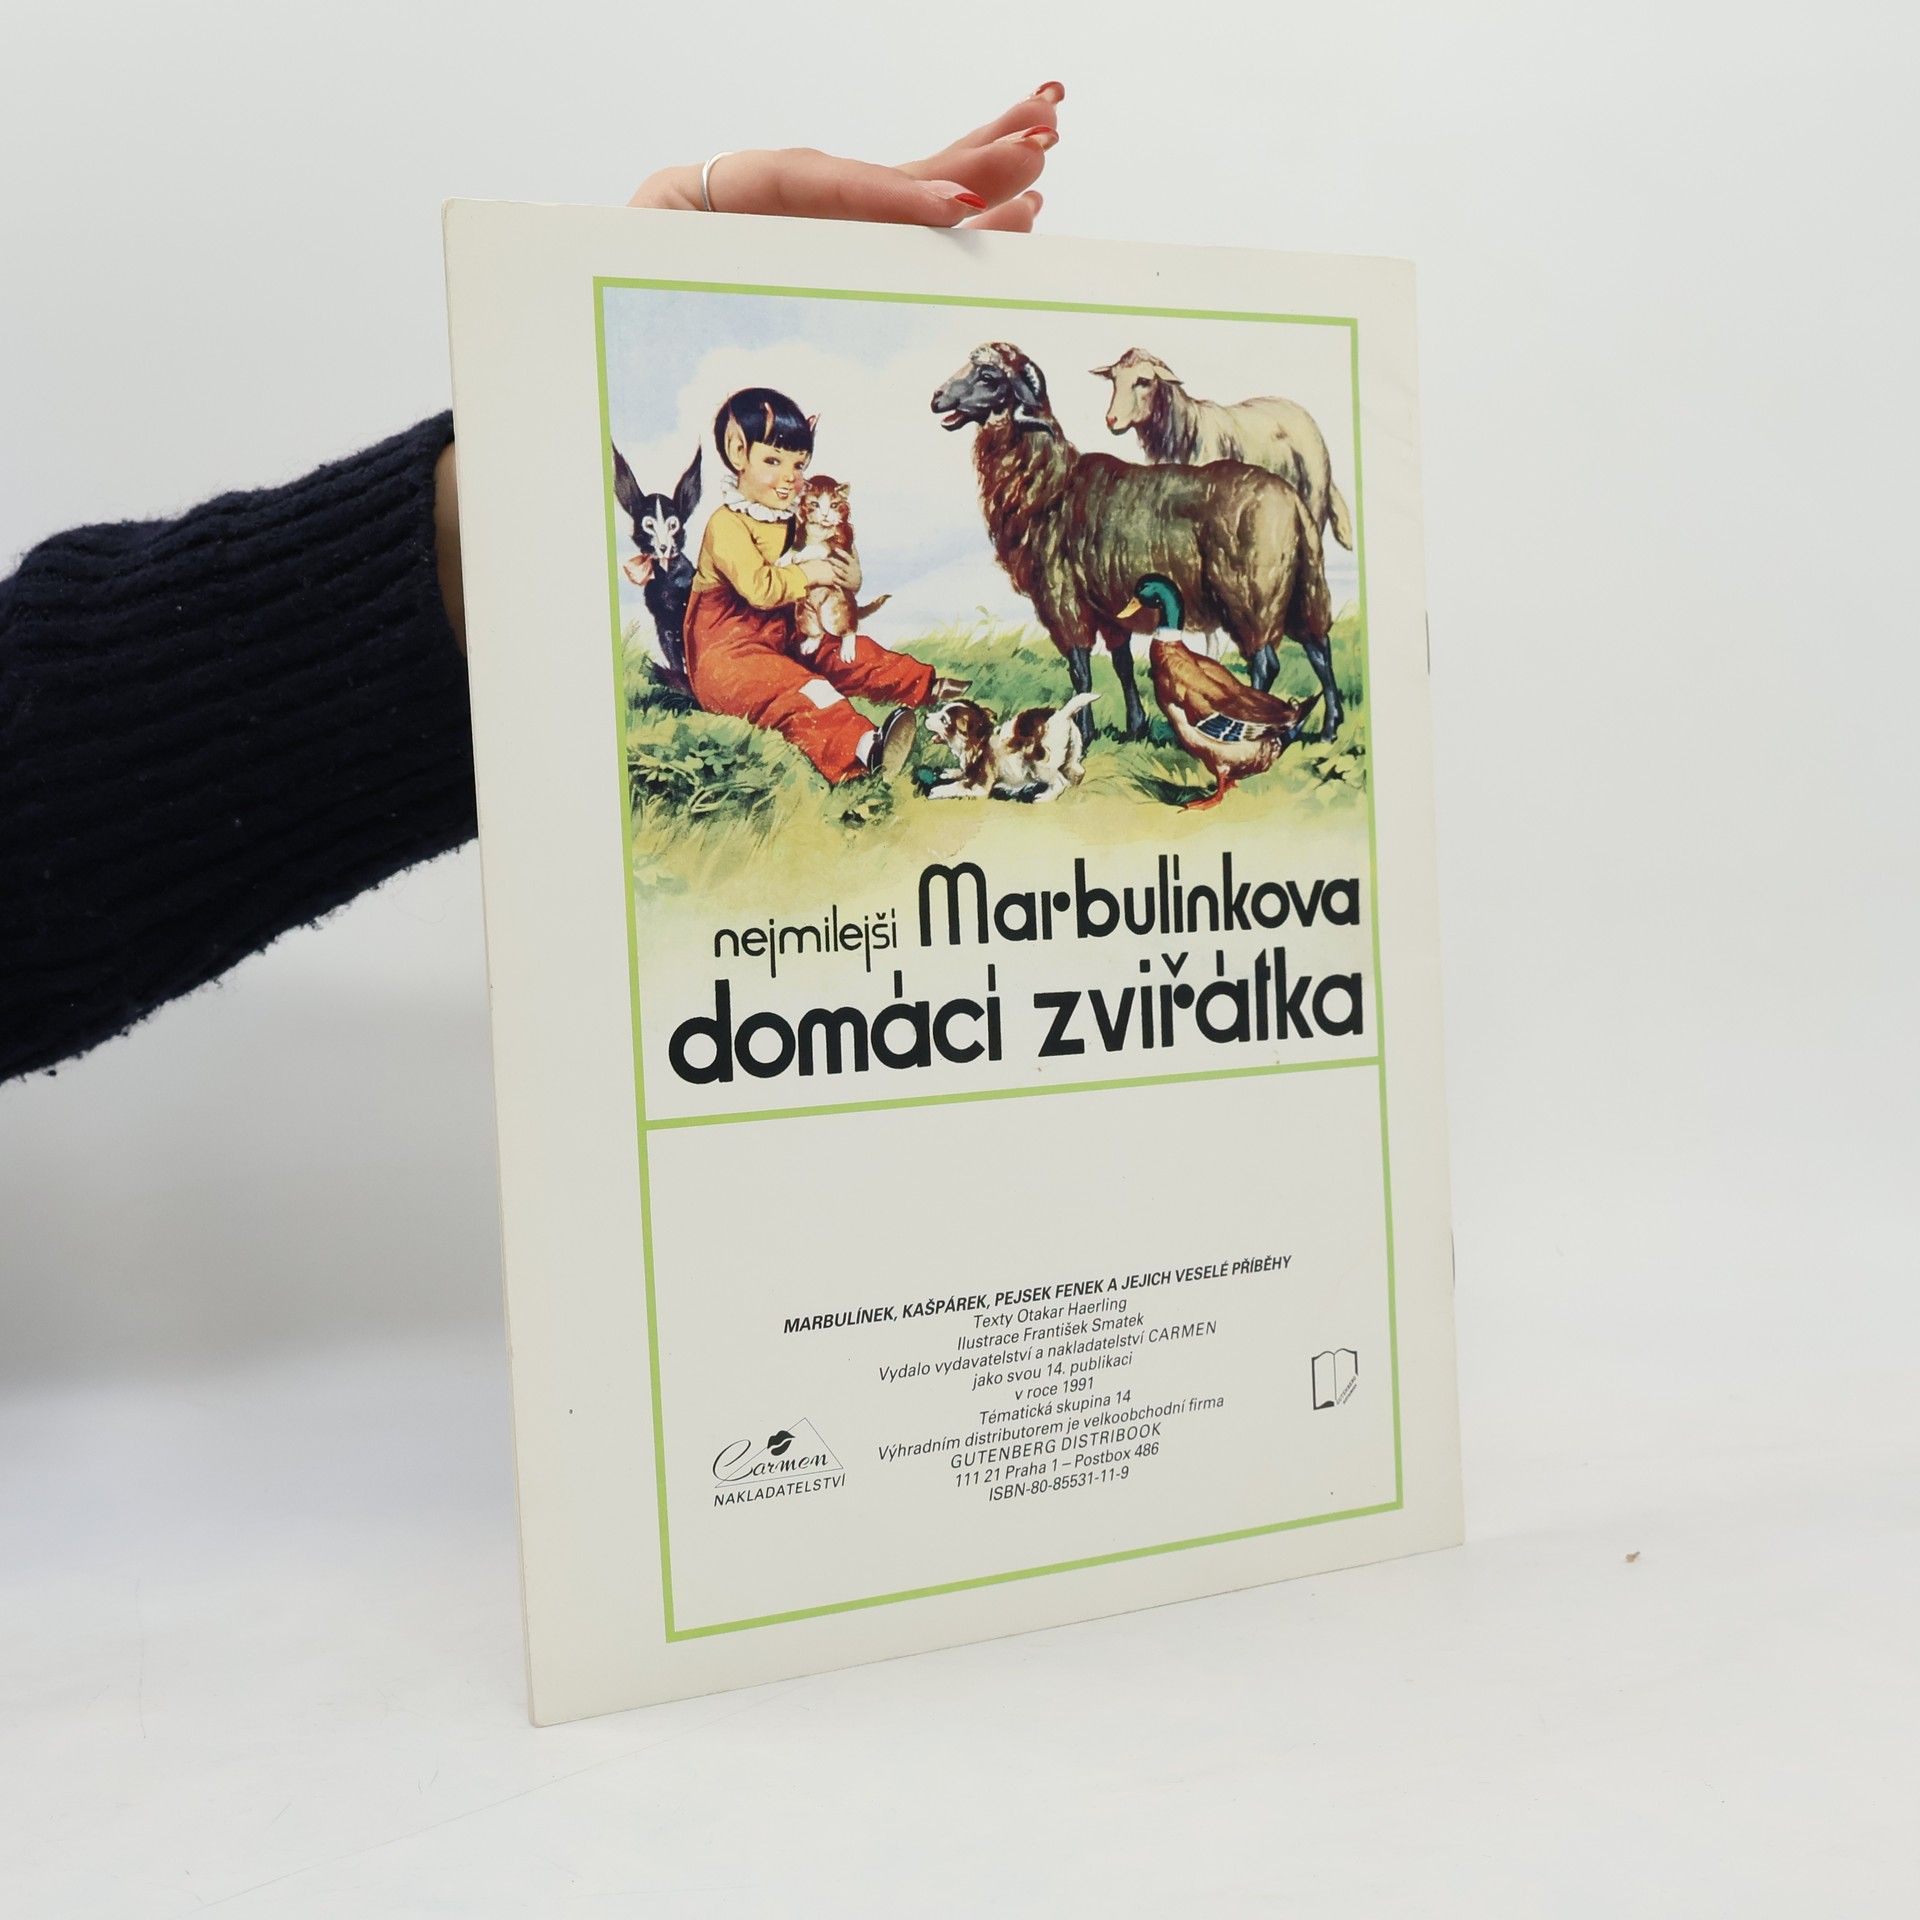 nejmilejší Marbulínkova
domácí zvířátka
MARBULÍNEK, KAŠPÁREK, PEJSEK FENEK A JEJICH VESELÉ PŘÍBĚHY
Texty Otakar Haerling
Ilustrace František Smatek
Vydalo vydavatelství a nakladatelství CARMEN
jako svou 14. publikaci
v roce 1991
Tématická skupina 14
Výhradním distributorem je velkoobchodní firma
GUTENBERG DISTRIBOOK
111 21 Praha 1 – Postbox 486
ISBN-80-85531-11-9
Carmen
NAKLADATELSTVÍ
GUTENBERG